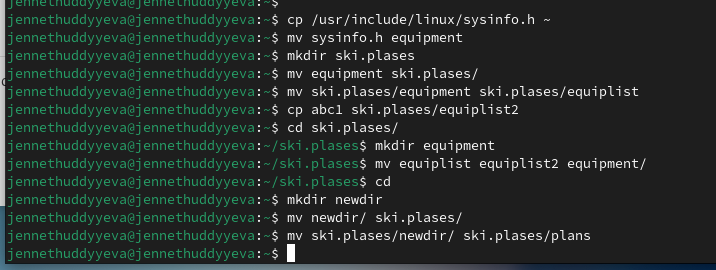 jennethuddyyeva@jennethuddyyeva:~$
jennethuddyyeva@jennethuddyyeva:~$ cp /usr/include/linux/sysinfo.h ~
jennethuddyyeva@jennethuddyyeva:~$ mv sysinfo.h equipment
jennethuddyyeva@jennethuddyyeva:~$ mkdir ski.plases
jennethuddyyeva@jennethuddyyeva:~$ mv equipment ski.plases/
jennethuddyyeva@jennethuddyyeva:~$ mv ski.plases/equipment ski.plases/equiplist
jennethuddyyeva@jennethuddyyeva:~$ cp abc1 ski.plases/equiplist2
jennethuddyyeva@jennethuddyyeva:~$ cd ski.plases/
jennethuddyyeva@jennethuddyyeva:~/ski.plases$ mkdir equipment
jennethuddyyeva@jennethuddyyeva:~/ski.plases$ mv equiplist equiplist2 equipment/
jennethuddyyeva@jennethuddyyeva:~/ski.plases$ cd
jennethuddyyeva@jennethuddyyeva:~$ mkdir newdir
jennethuddyyeva@jennethuddyyeva:~$ mv newdir/ ski.plases/
jennethuddyyeva@jennethuddyyeva:~$ mv ski.plases/newdir/ ski.plases/plans
jennethuddyyeva@jennethuddyyeva:~$